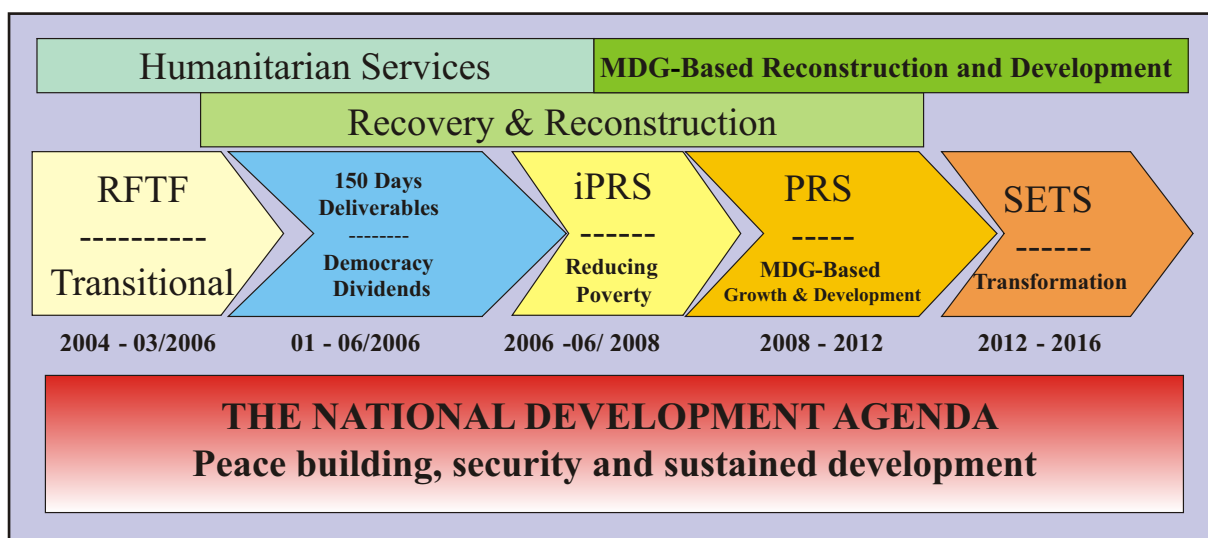 Humanitarian Services
MDG-Based Reconstruction and Development
Recovery & Reconstruction
RFTF
----------
Transitional
150 Days
Deliverables
--------
Democracy
Dividends
iPRS
------
Reducing
Poverty
PRS
-----
MDG-Based
Growth & Development
SETS
------
Transformation
2004 - 03/2006
01 - 06/2006
2006 -06/ 2008
2008 - 2012
2012 - 2016
THE NATIONAL DEVELOPMENT AGENDA
Peace building, security and sustained development